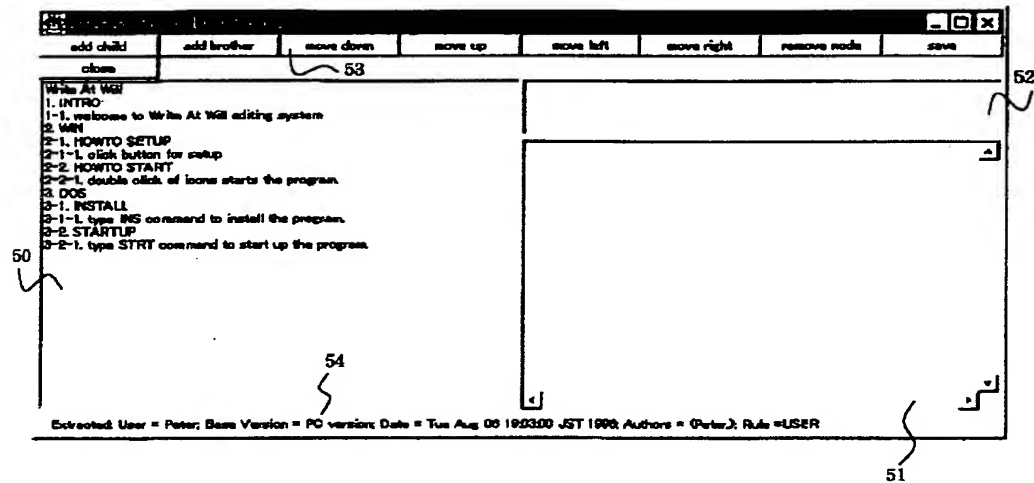 add child add brother move down move up move left move right remove node save
close
53
52
Write At Will
1. INTRO
1-1. welcome to Write At Will editing system
2. WIN
2-1. HOWTO SETUP
2-1-1. click button for setup
2-2. HOWTO START
2-2-1. double click of icons starts the program.
3. DOS
3-1. INSTALL
3-1-1. type INS command to install the program.
3-2. STARTUP
3-2-1. type STRT command to start up the program.
50
54
Extracted: User = Peter; Base Version = PC version; Date = Tue Aug 06 19:03:00 JST 1996; Authors = (Peter,); Rule =USER
51